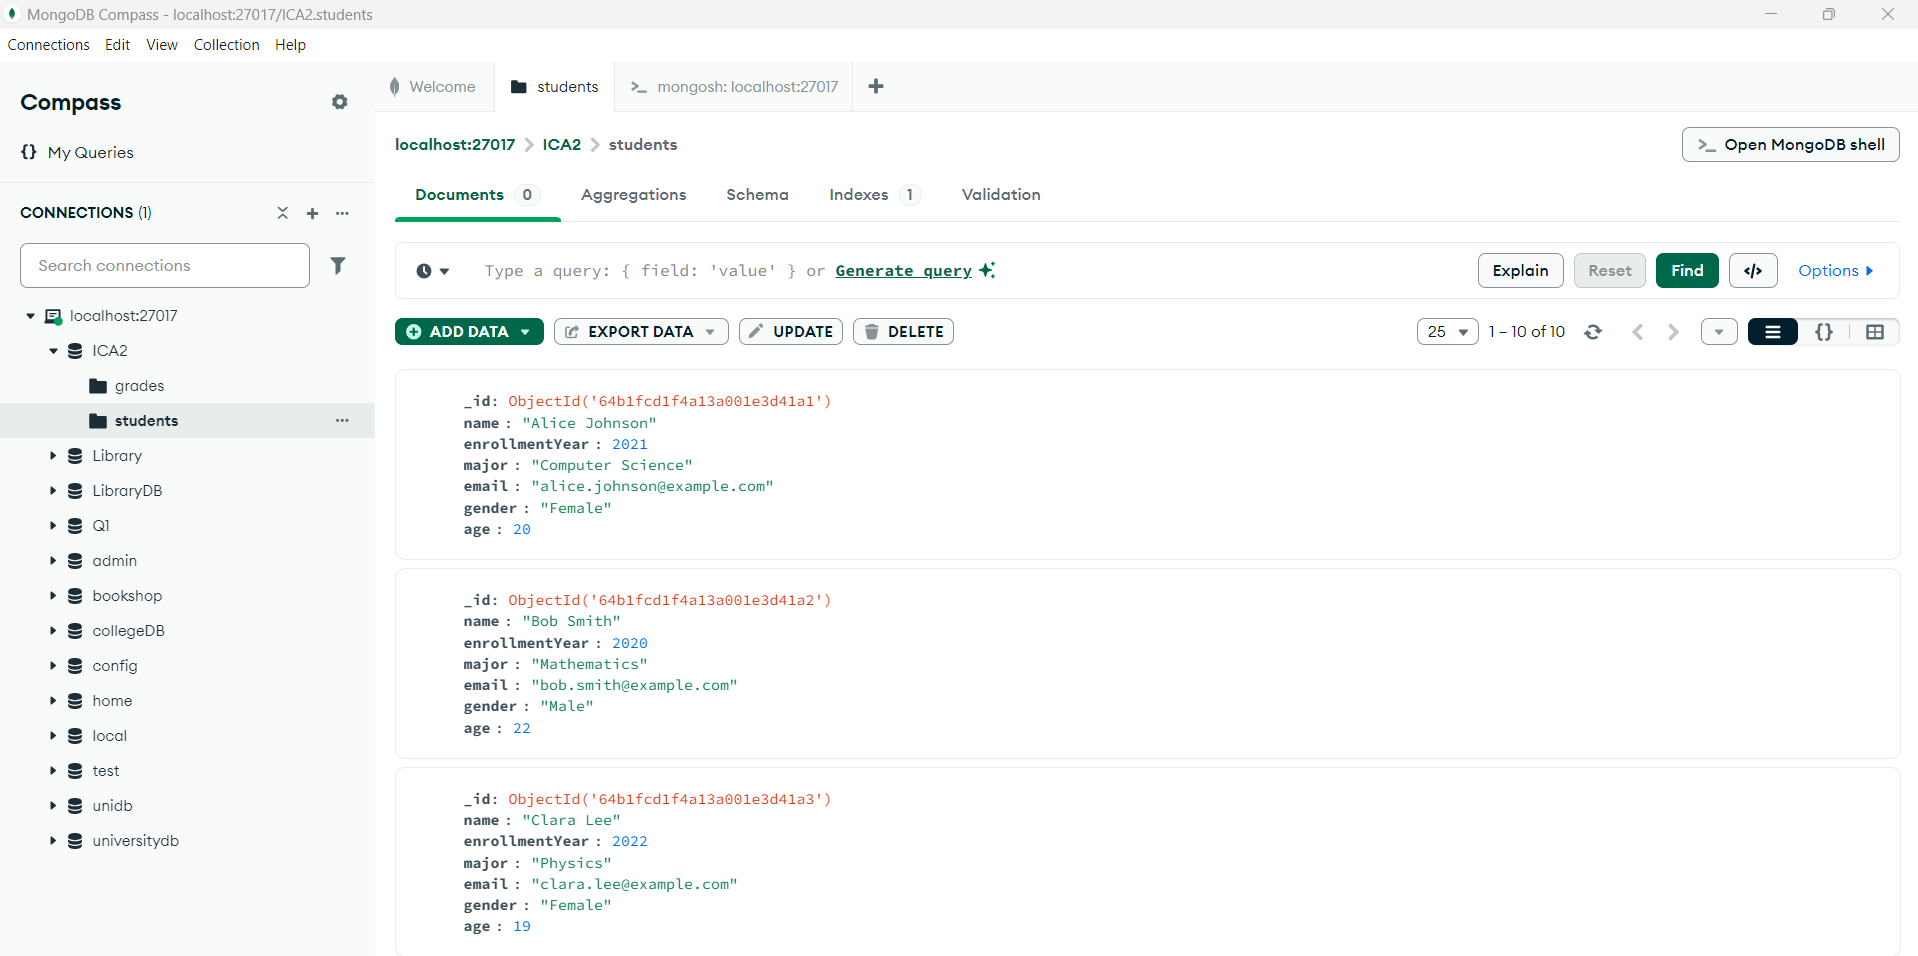 MongoDB Compass - localhost:27017/ICA2.students
Connections Edit View Collection Help
Compass
{} My Queries
CONNECTIONS (1)
Search connections
localhost:27017
ICA2
grades
students
Library
LibraryDB
Q1
admin
bookshop
collegeDB
config
home
local
test
unidb
universitydb
Welcome students >_ mongosh: localhost:27017 +
localhost:27017 > ICA2 > students
>_ Open MongoDB shell
Documents 0 Aggregations Schema Indexes 1 Validation
Type a query: { field: 'value' } or Generate query
Explain Reset Find </> Options
ADD DATA EXPORT DATA UPDATE DELETE
25 1 – 10 of 10 {}
_id: ObjectId('64b1fcd1f4a13a001e3d41a1')
name : "Alice Johnson"
enrollmentYear : 2021
major : "Computer Science"
email : "alice.johnson@example.com"
gender : "Female"
age : 20
_id: ObjectId('64b1fcd1f4a13a001e3d41a2')
name : "Bob Smith"
enrollmentYear : 2020
major : "Mathematics"
email : "bob.smith@example.com"
gender : "Male"
age : 22
_id: ObjectId('64b1fcd1f4a13a001e3d41a3')
name : "Clara Lee"
enrollmentYear : 2022
major : "Physics"
email : "clara.lee@example.com"
gender : "Female"
age : 19